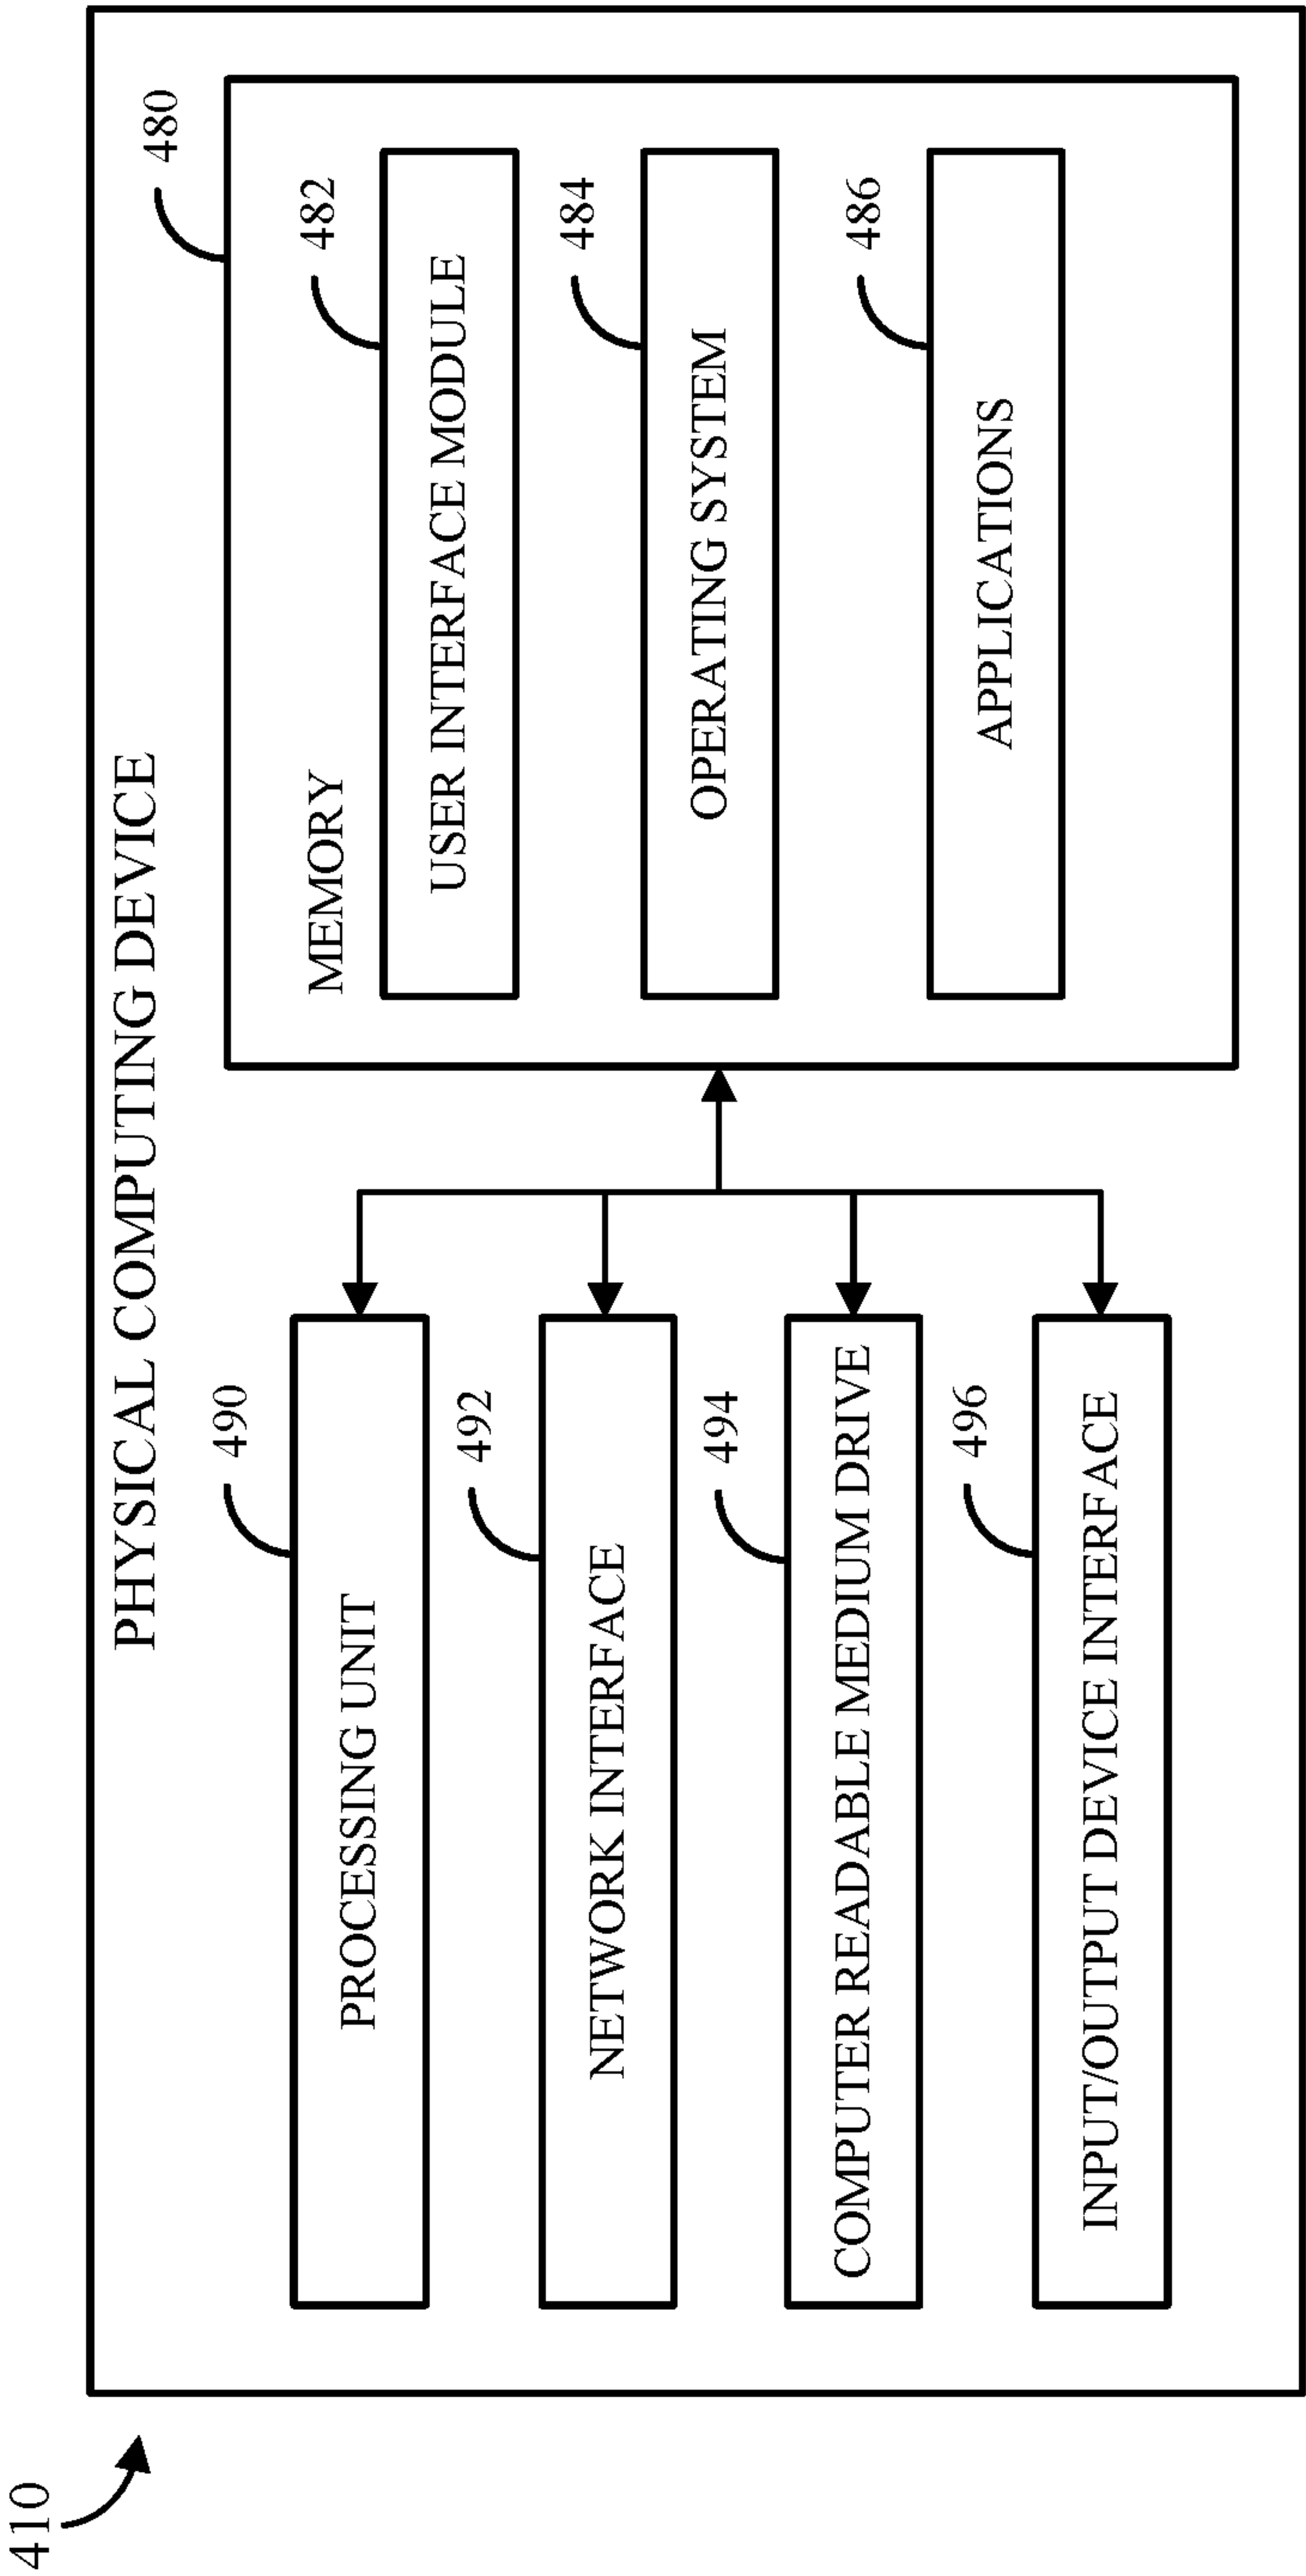 410
PHYSICAL COMPUTING DEVICE
490
PROCESSING UNIT
492
NETWORK INTERFACE
494
COMPUTER READABLE MEDIUM DRIVE
496
INPUT/OUTPUT DEVICE INTERFACE
480
MEMORY
482
USER INTERFACE MODULE
484
OPERATING SYSTEM
486
APPLICATIONS